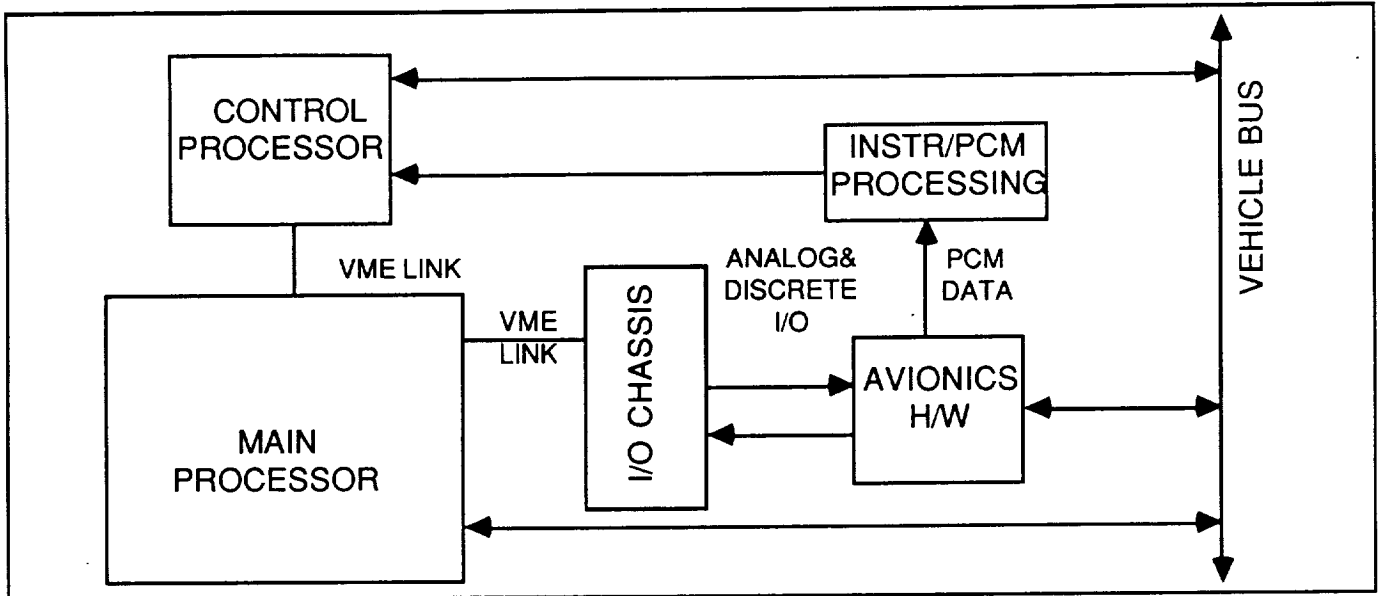 CONTROL
PROCESSOR
INSTR/PCM
PROCESSING
VEHICLE BUS
VME LINK
ANALOG&
DISCRETE
I/O
PCM
DATA
VME
LINK
I/O CHASSIS
AVIONICS
H/W
MAIN
PROCESSOR